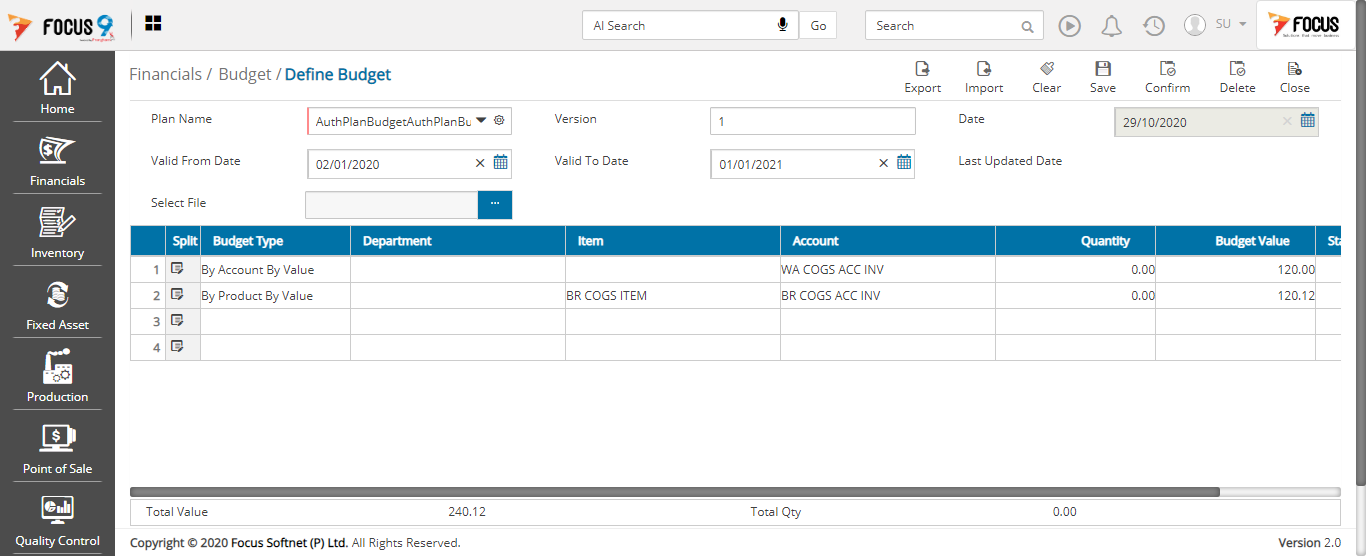 FOCUS 9
AI Search
Go
Search
SU
FOCUS
Home
Financials
Inventory
Fixed Asset
Production
Point of Sale
Quality Control
Financials / Budget / Define Budget
Export Import Clear Save Confirm Delete Close
Plan Name AuthPlanBudgetAuthPlanBu Version 1 Date 29/10/2020
Valid From Date 02/01/2020 Valid To Date 01/01/2021 Last Updated Date
Select File ...
Split Budget Type Department Item Account Quantity Budget Value Sta
1 By Account By Value WA COGS ACC INV 0.00 120.00
2 By Product By Value BR COGS ITEM BR COGS ACC INV 0.00 120.12
3
4
Total Value 240.12 Total Qty 0.00
Copyright © 2020 Focus Softnet (P) Ltd. All Rights Reserved. Version 2.0